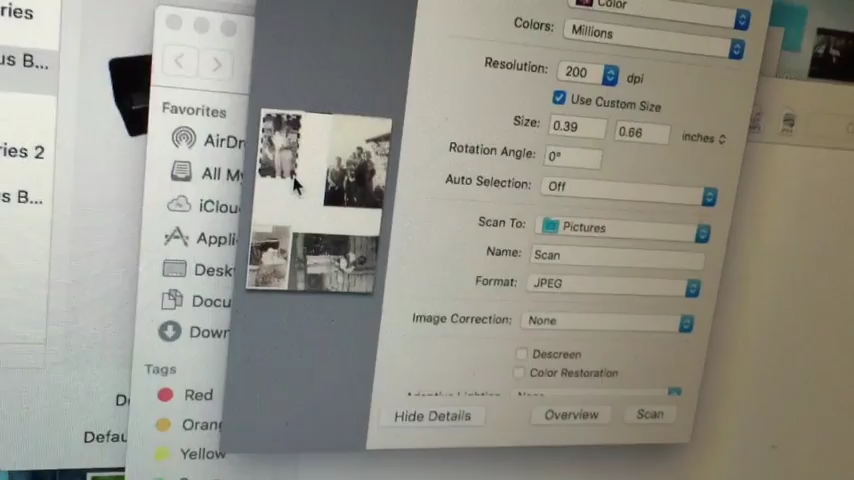 ries
s B...
ries 2
s B...
Defau
Favorites
AirDr
All My
iClou
Appli
Deskt
Docu
Down
Tags
Red
Orang
Yellow
Color
Colors: Millions
Resolution: 200 dpi
Use Custom Size
Size: 0.39 0.66 inches
Rotation Angle: 0°
Auto Selection: Off
Scan To: Pictures
Name: Scan
Format: JPEG
Image Correction: None
Descreen
Color Restoration
Hide Details Overview Scan